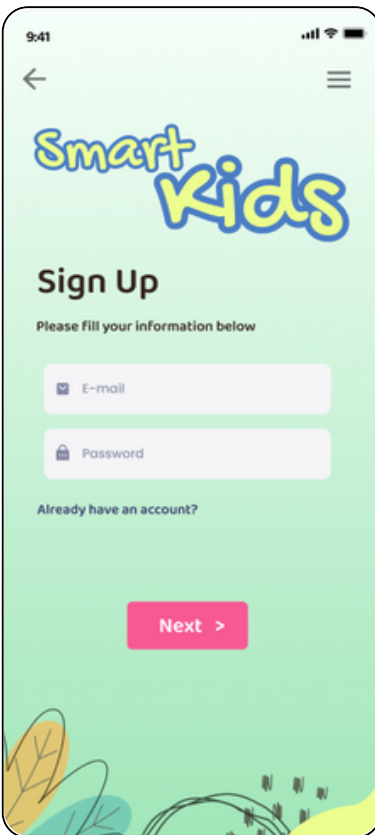 9:41
Smart
Kids
Sign Up
Please fill your information below
E-mail
Password
Already have an account?
Next >